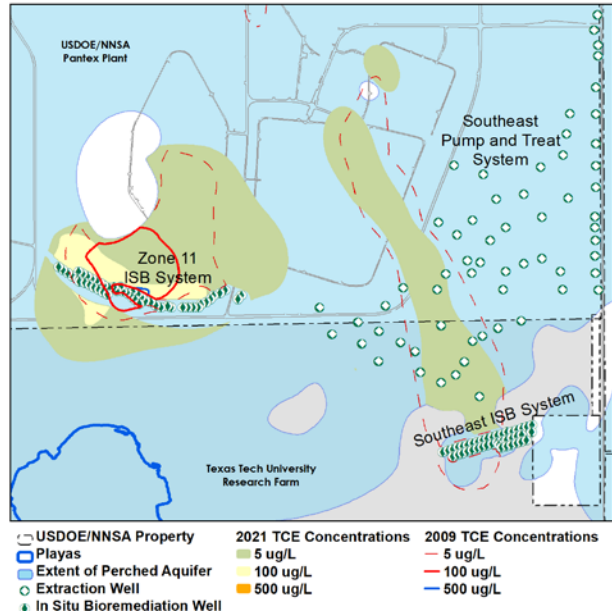 USDOE/NNSA
Pantex Plant
Southeast
Pump and Treat
System
Zone 11
ISB System
Southeast ISB System
Texas Tech University
Research Farm
USDOE/NNSA Property
Playas
Extent of Perched Aquifer
Extraction Well
In Situ Bioremediation Well
2021 TCE Concentrations
5 ug/L
100 ug/L
500 ug/L
2009 TCE Concentrations
5 ug/L
100 ug/L
500 ug/L